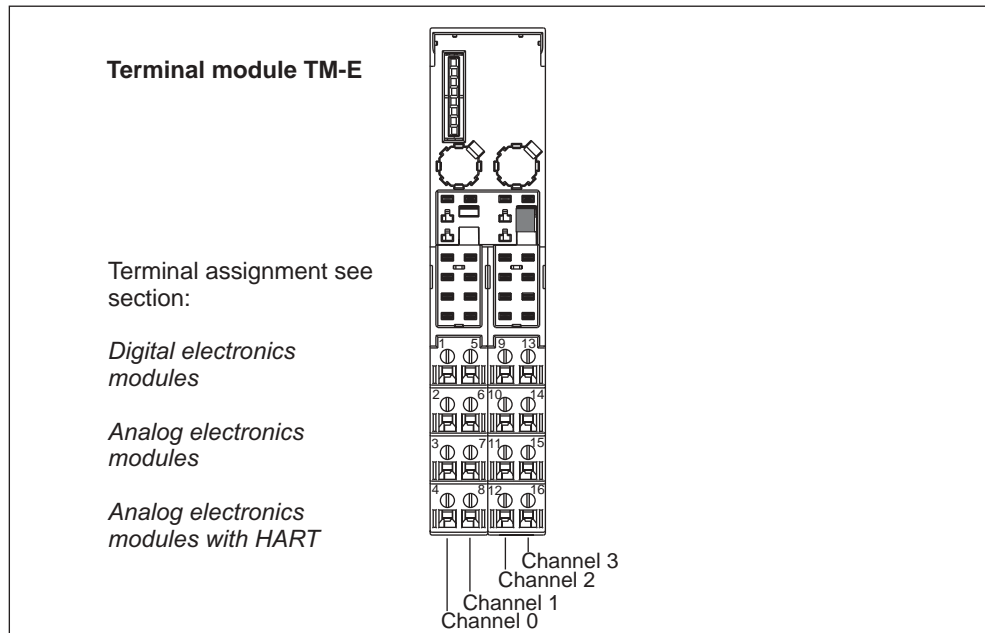 Terminal module TM-E
Terminal assignment see
section:
Digital electronics
modules
Analog electronics
modules
Analog electronics
modules with HART
1 5 9 13
2 6 10 14
3 7 11 15
4 8 12 16
Channel 3
Channel 2
Channel 1
Channel 0